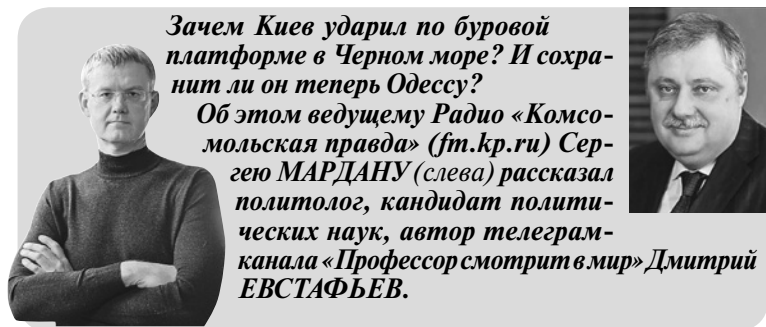 Зачем Киев ударил по буровой
платформе в Черном море? И сохра-
нит ли он теперь Одессу?
Об этом ведущему Радио «Комсо-
мольская правда» (fm.kp.ru) Сер-
гею МАРДАНУ (слева) рассказал
политолог, кандидат полити-
ческих наук, автор телеграм-
канала «Профессор смотрит в мир» Дмитрий
ЕВСТАФЬЕВ.